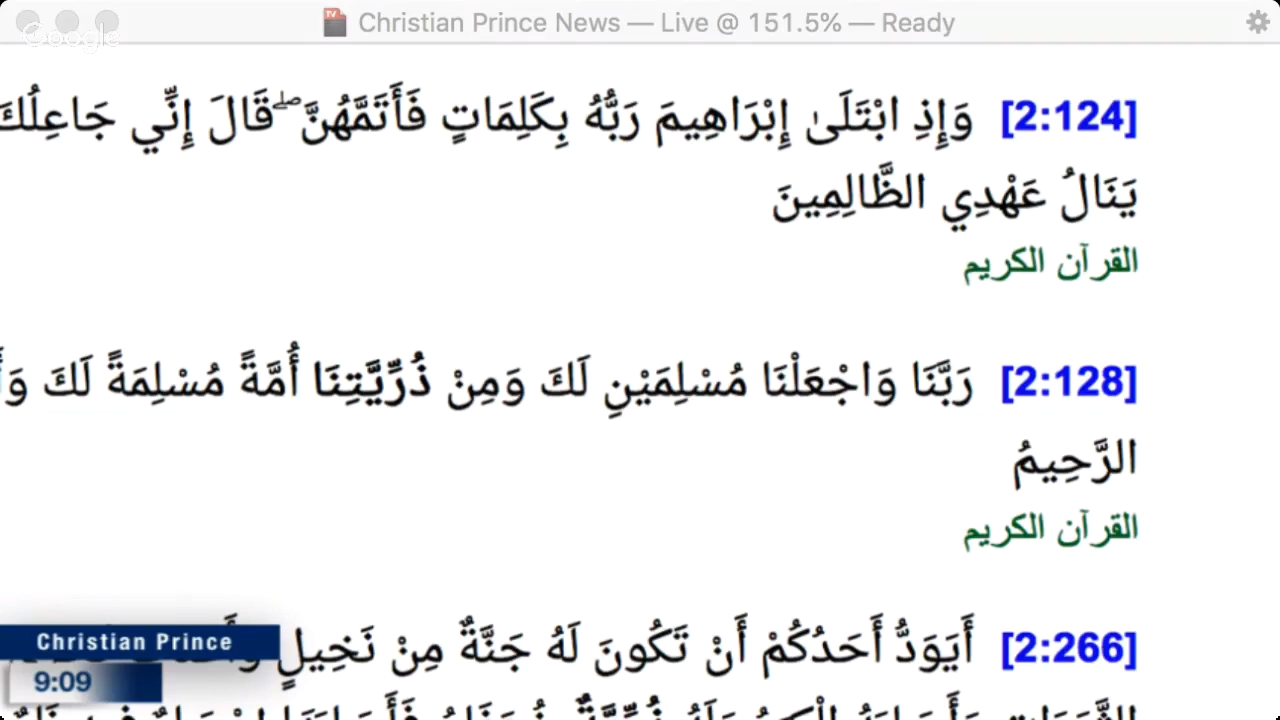 Christian Prince News — Live @ 151.5% — Ready
Google
[2:124] وَإِذِ ابْتَلَىٰ إِبْرَاهِيمَ رَبُّهُ بِكَلِمَاتٍ فَأَتَمَّهُنَّ ۖ قَالَ إِنِّي جَاعِلُكَ
يَنَالُ عَهْدِي الظَّالِمِينَ
القرآن الكريم
[2:128] رَبَّنَا وَاجْعَلْنَا مُسْلِمَيْنِ لَكَ وَمِنْ ذُرِّيَّتِنَا أُمَّةً مُسْلِمَةً لَكَ
الرَّحِيمُ
القرآن الكريم
[2:266] أَيَوَدُّ أَحَدُكُمْ أَنْ تَكُونَ لَهُ جَنَّةٌ مِنْ نَخِيلٍ
Christian Prince
9:09